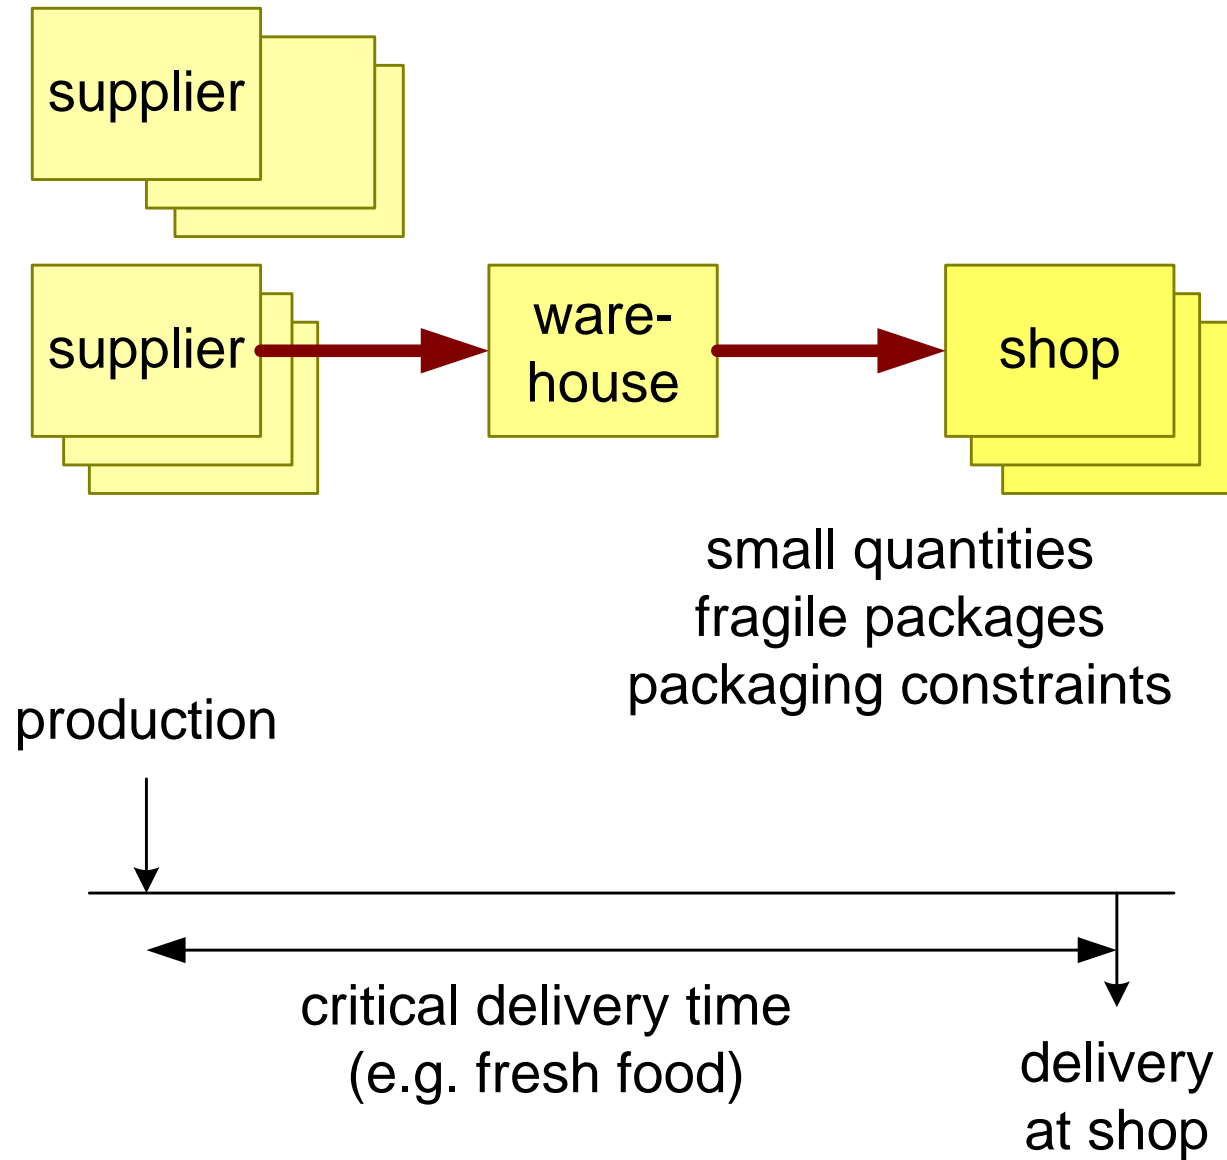 supplier
supplier
ware-
house
shop
small quantities
fragile packages
packaging constraints
production
critical delivery time
(e.g. fresh food)
delivery
at shop